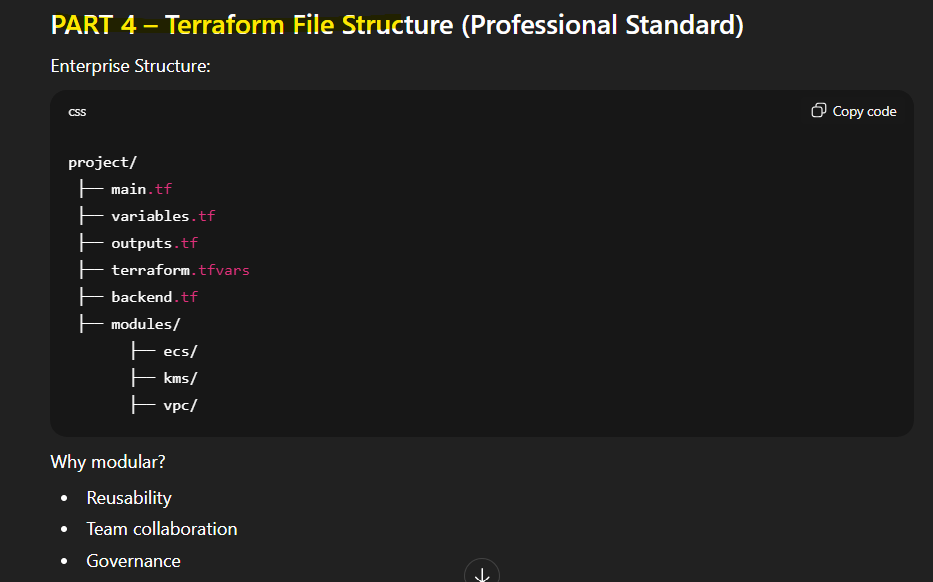 PART 4 – Terraform File Structure (Professional Standard)
Enterprise Structure:
css
Copy code
project/
├── main.tf
├── variables.tf
├── outputs.tf
├── terraform.tfvars
├── backend.tf
├── modules/
├── ecs/
├── kms/
├── vpc/
Why modular?
• Reusability
• Team collaboration
• Governance